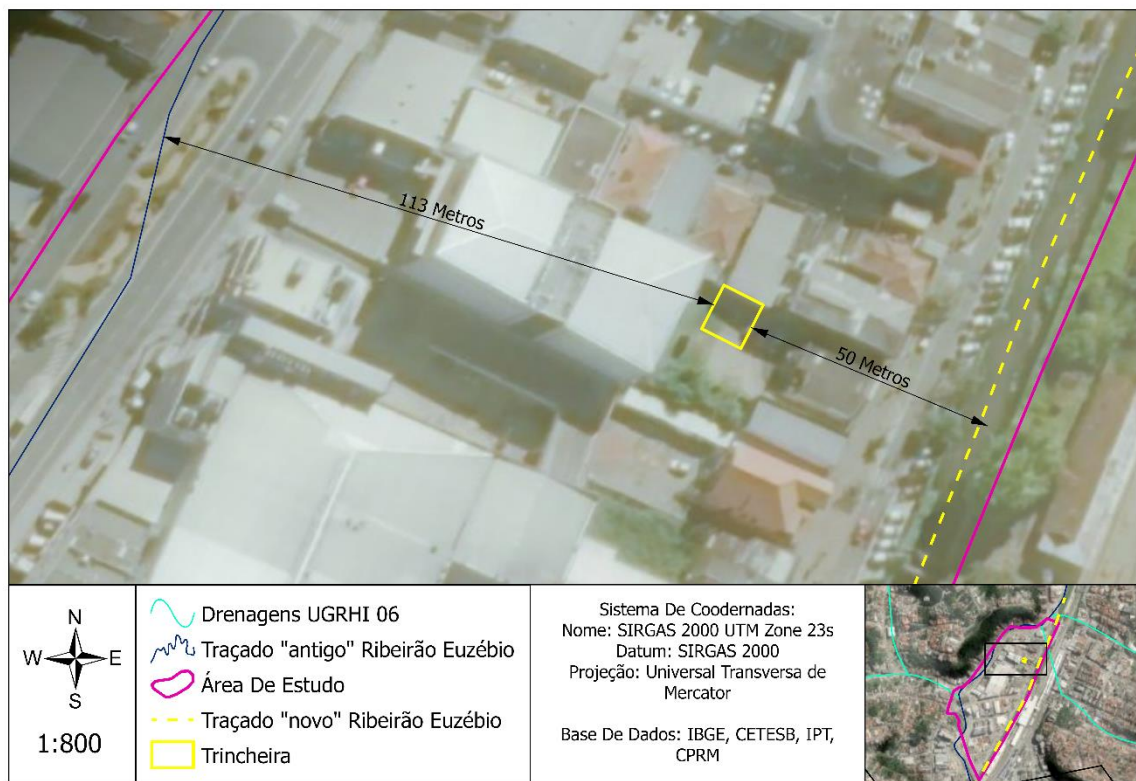 113 Metros
50 Metros
N
W E
S
1:800
Drenagens UGRHI 06
Traçado "antigo" Ribeirão Euzébio
Área De Estudo
Traçado "novo" Ribeirão Euzébio
Trincheira
Sistema De Coodernadas:
Nome: SIRGAS 2000 UTM Zone 23s
Datum: SIRGAS 2000
Projeção: Universal Transversa de
Mercator
Base De Dados: IBGE, CETESB, IPT,
CPRM